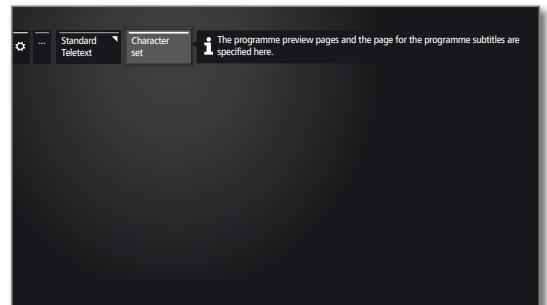 ...
Standard
Teletext
Character
set
The programme preview pages and the page for the programme subtitles are
specified here.